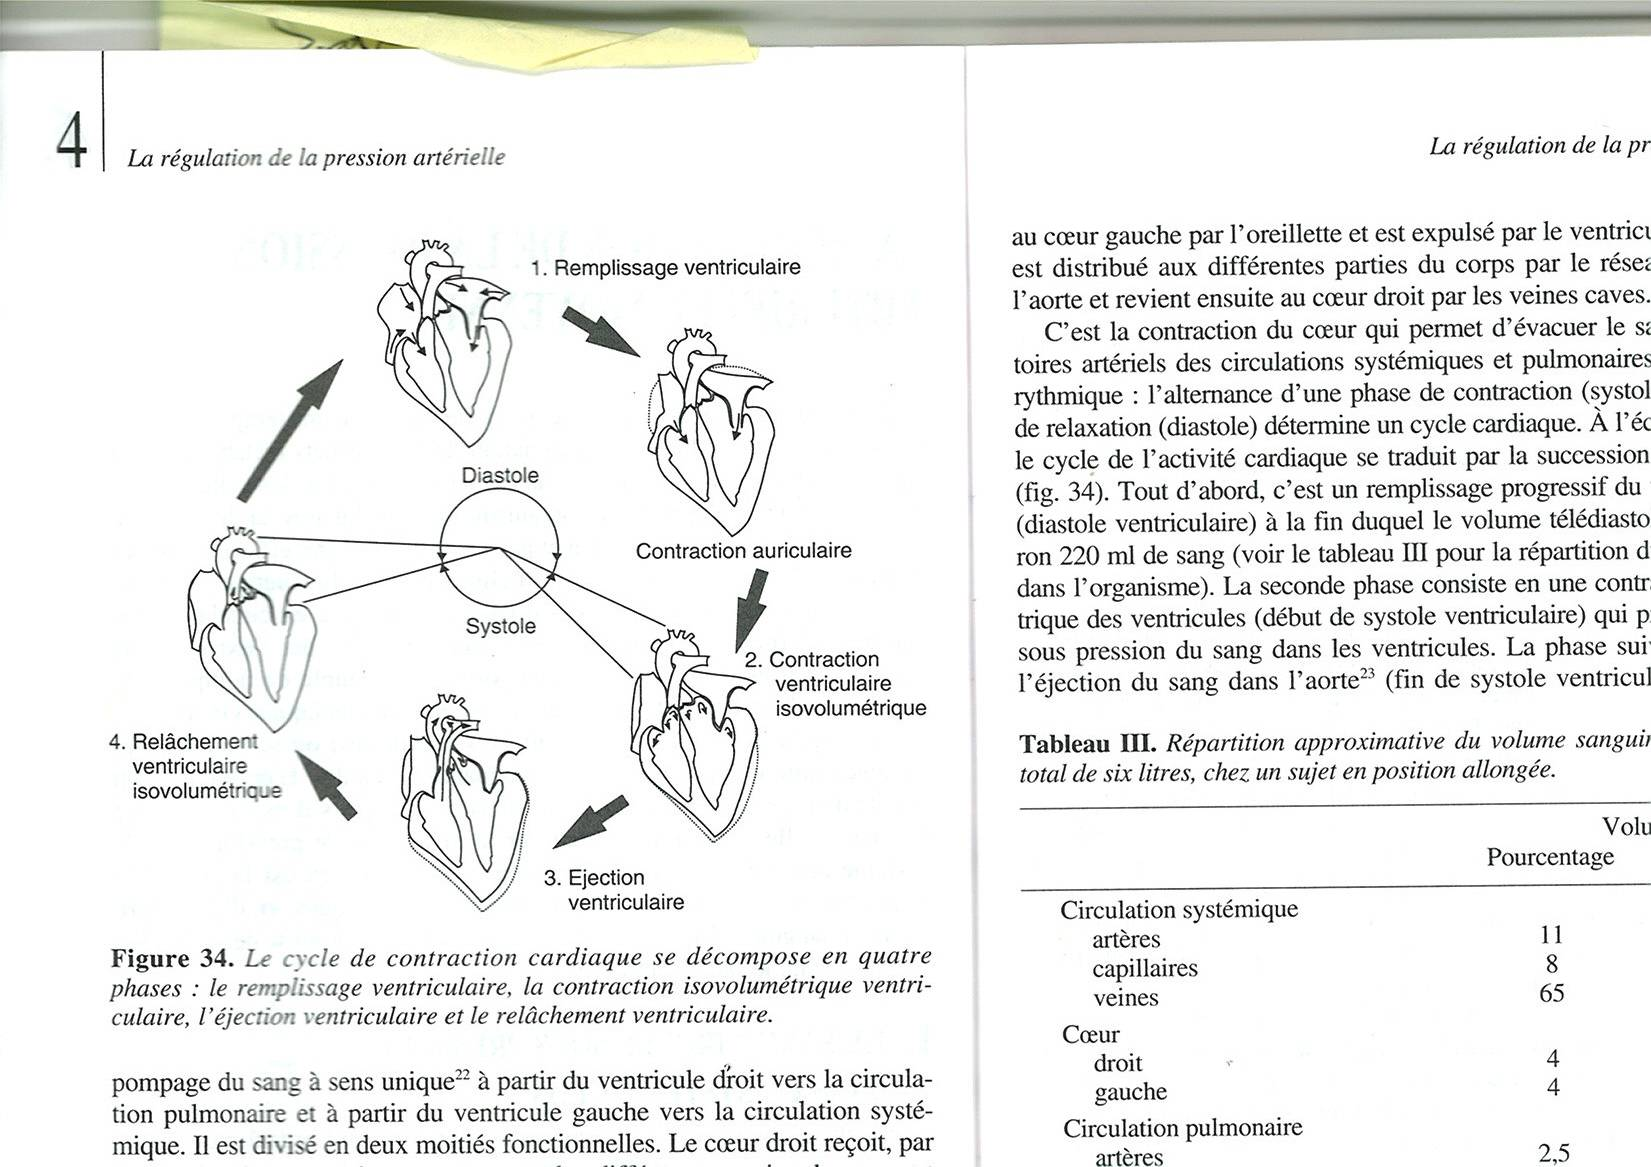 4
La régulation de la pression artérielle
1. Remplissage ventriculaire
Diastole
Contraction auriculaire
Systole
2. Contraction
ventriculaire
isovolumétrique
4. Relâchement
ventriculaire
isovolumétrique
3. Ejection
ventriculaire
Figure 34. Le cycle de contraction cardiaque se décompose en quatre
phases : le remplissage ventriculaire, la contraction isovolumétrique ventri-
culaire, l'éjection ventriculaire et le relâchement ventriculaire.
pompage du sang à sens unique22 à partir du ventricule droit vers la circula-
tion pulmonaire et à partir du ventricule gauche vers la circulation systé-
mique. Il est divisé en deux moitiés fonctionnelles. Le cœur droit reçoit, par
La régulation de la pr
au cœur gauche par l'oreillette et est expulsé par le ventricu
est distribué aux différentes parties du corps par le résea
l'aorte et revient ensuite au cœur droit par les veines caves.
C'est la contraction du cœur qui permet d'évacuer le sa
toires artériels des circulations systémiques et pulmonaires
rythmique : l'alternance d'une phase de contraction (systol
de relaxation (diastole) détermine un cycle cardiaque. À l'éc
le cycle de l'activité cardiaque se traduit par la succession
(fig. 34). Tout d'abord, c'est un remplissage progressif du
(diastole ventriculaire) à la fin duquel le volume télédiasto
ron 220 ml de sang (voir le tableau III pour la répartition d
dans l'organisme). La seconde phase consiste en une contr
trique des ventricules (début de systole ventriculaire) qui p
sous pression du sang dans les ventricules. La phase sui
l'éjection du sang dans l'aorte23 (fin de systole ventricul
Tableau III. Répartition approximative du volume sanguin
total de six litres, chez un sujet en position allongée.
Volu
Pourcentage
Circulation systémique
artères 11
capillaires 8
veines 65
Cœur
droit 4
gauche 4
Circulation pulmonaire
artères 2,5